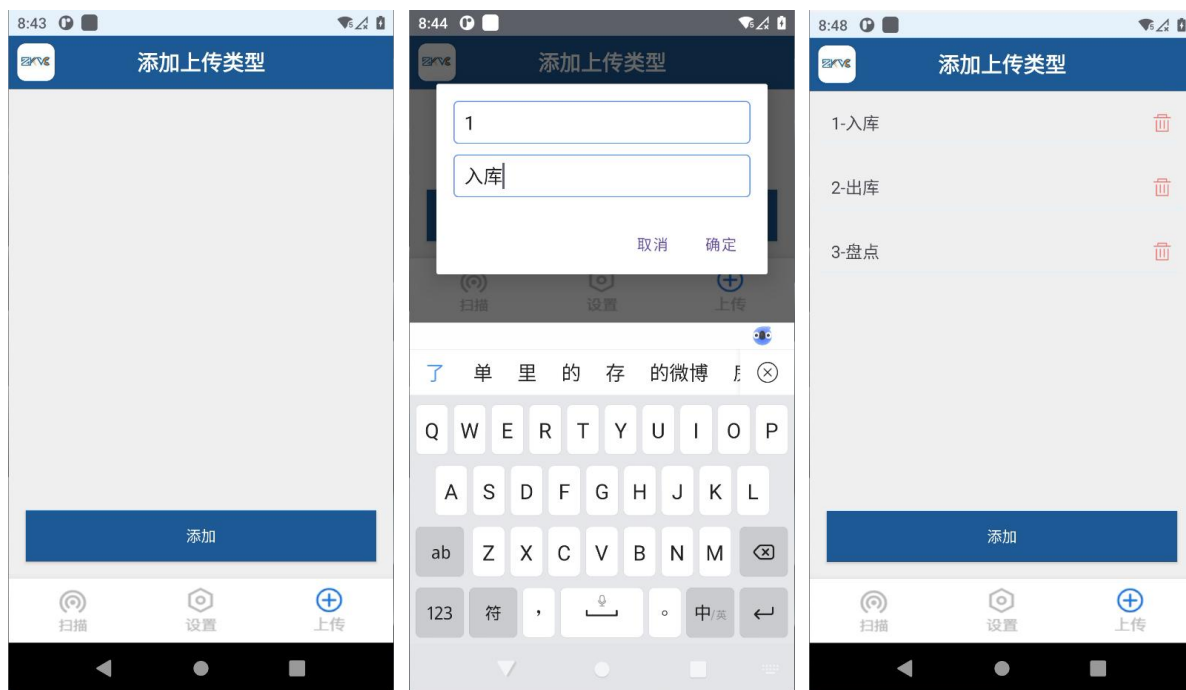 8:43
添加上传类型
添加
扫描
设置
上传
8:44
添加上传类型
1
入库
取消
确定
扫描
设置
上传
了 单 里 的 存 的微博
Q W E R T Y U I O P
A S D F G H J K L
ab Z X C V B N M
123 符 ， 。 中/英
8:48
添加上传类型
1-入库
2-出库
3-盘点
添加
扫描
设置
上传